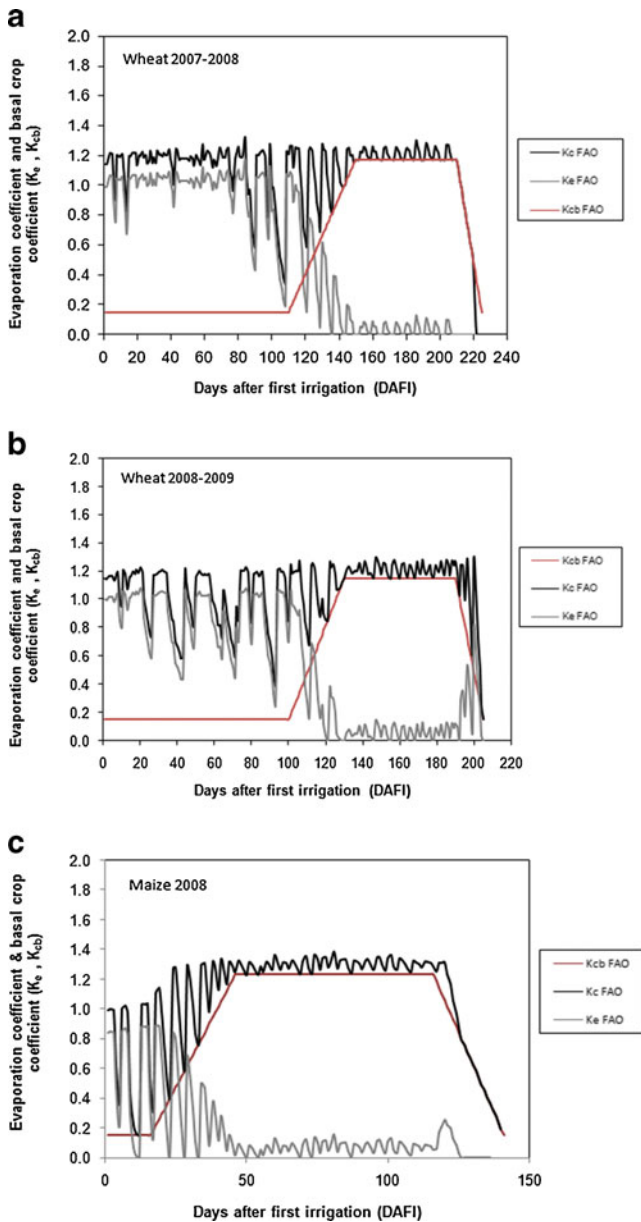 a
Wheat 2007-2008
Evaporation coefficient and basal crop
coefficient (Ke , Kcb)
2.0
1.8
1.6
1.4
1.2
1.0
0.8
0.6
0.4
0.2
0.0
0 20 40 60 80 100 120 140 160 180 200 220 240
Days after first irrigation (DAFI)
Kc FAO
Ke FAO
Kcb FAO
b
Wheat 2008-2009
Evaporation coefficient and basal crop
coefficient (Ke , Kcb)
2.0
1.8
1.6
1.4
1.2
1.0
0.8
0.6
0.4
0.2
0.0
0 20 40 60 80 100 120 140 160 180 200 220
Days after first irrigation (DAFI)
Kcb FAO
Kc FAO
Ke FAO
c
Maize 2008
Evaporation coefficient & basal crop
coefficient (Ke , Kcb)
2.0
1.8
1.6
1.4
1.2
1.0
0.8
0.6
0.4
0.2
0.0
0 50 100 150
Days after first irrigation (DAFI)
Kcb FAO
Kc FAO
Ke FAO